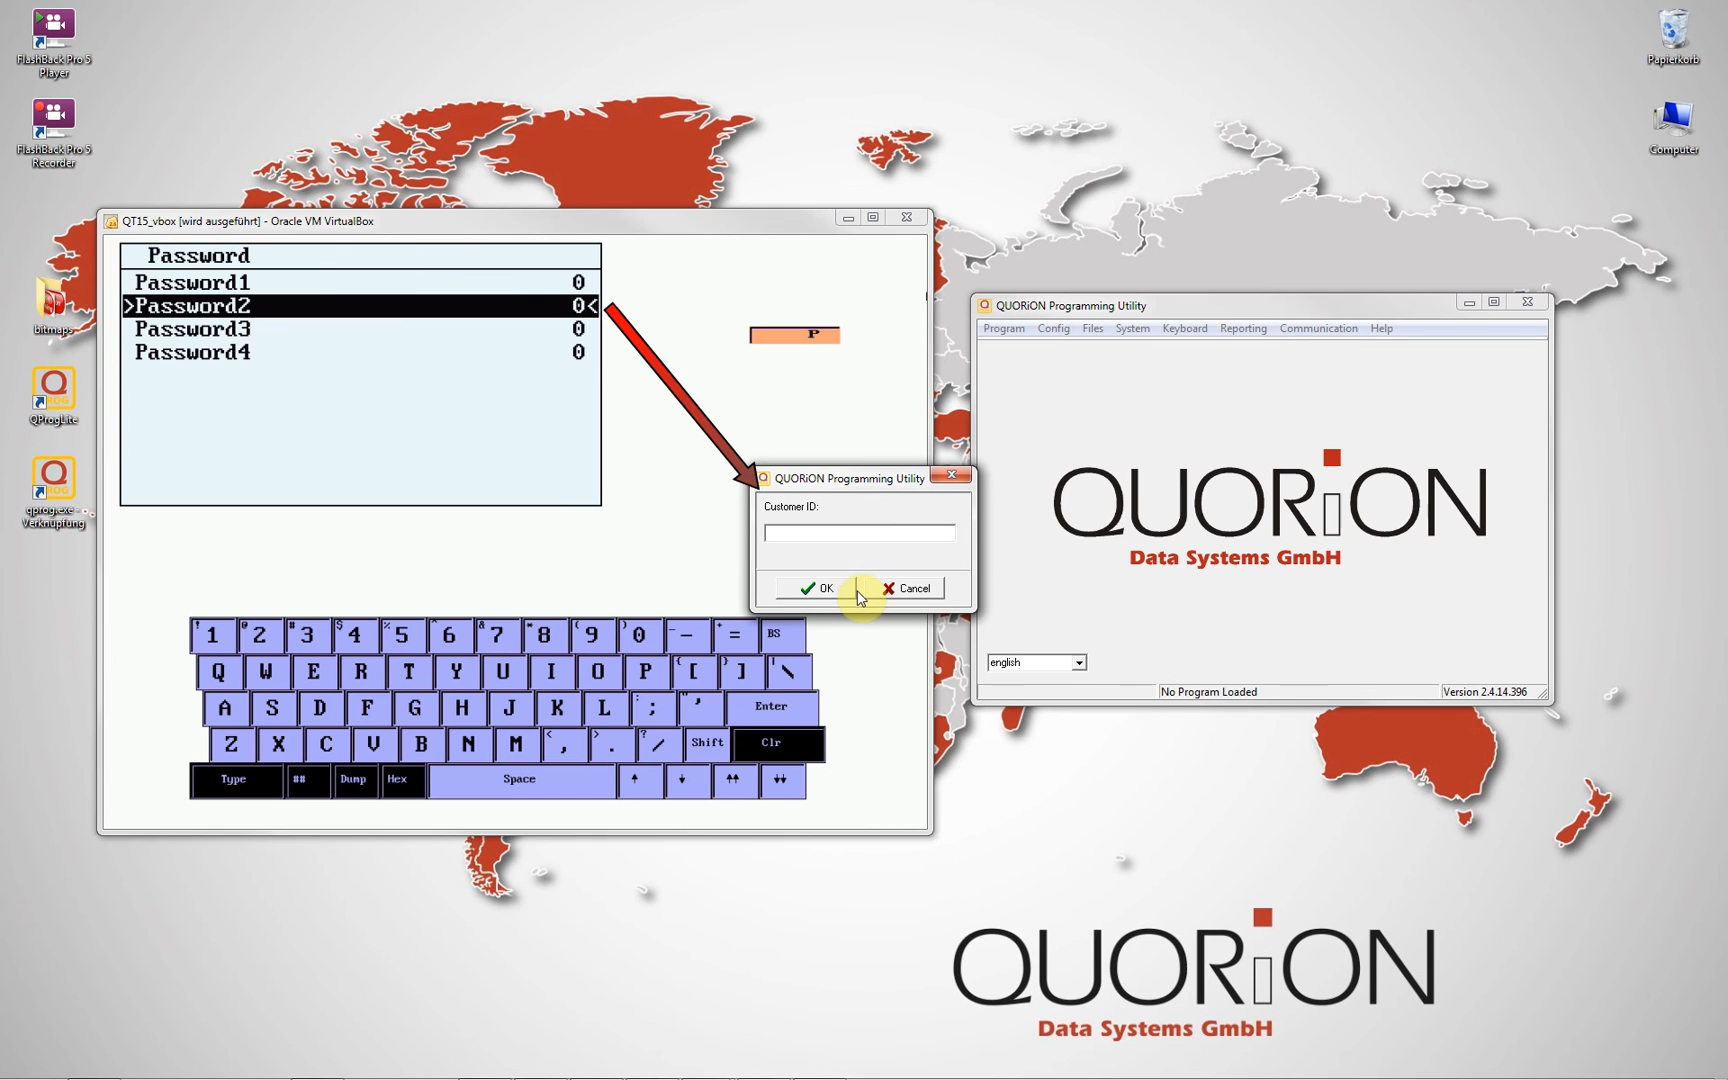 FlashBack Pro 5
Player
FlashBack Pro 5
Recorder
bitmaps
QPROG
QProgLite
QPROG
qprog.exe -
Verknüpfung
Papierkorb
Computer
QT15_vbox [wird ausgeführt] - Oracle VM VirtualBox
Password
Password1 0
>Password2 0<
Password3 0
Password4 0
P
! 1 @ 2 # 3 $ 4 % 5 ^ 6 & 7 * 8 ( 9 ) 0 _ - + = BS
Q W E R T Y U I O P { [ } ] | \
A S D F G H J K L : ; " ' Enter
Z X C V B N M < , > . ? / Shift Clr
Type ## Dump Hex Space ↑ ↓ ↑↑ ↓↓
QUORiON Programming Utility
Customer ID:
OK Cancel
QUORiON Programming Utility
Program Config Files System Keyboard Reporting Communication Help
QUORiON
Data Systems GmbH
english
No Program Loaded Version 2.4.14.396
QUORiON
Data Systems GmbH